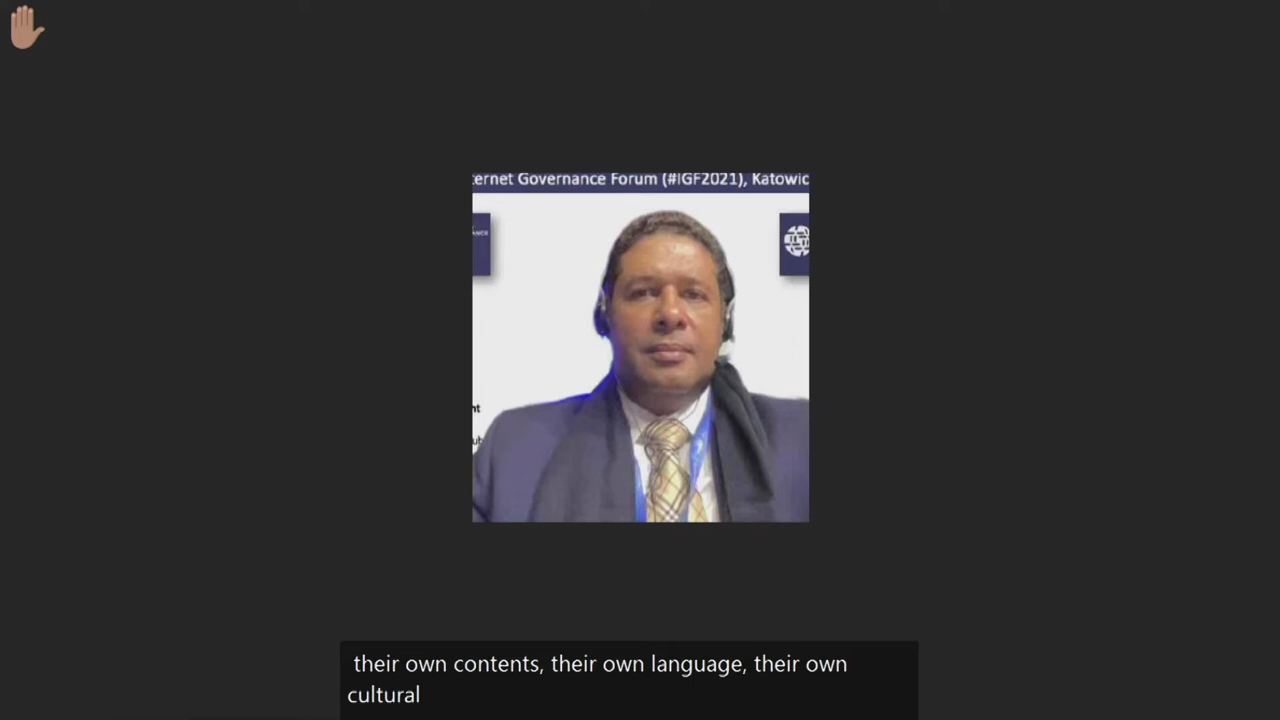 ernet Governance Forum (#IGF2021), Katowic
their own contents, their own language, their own
cultural